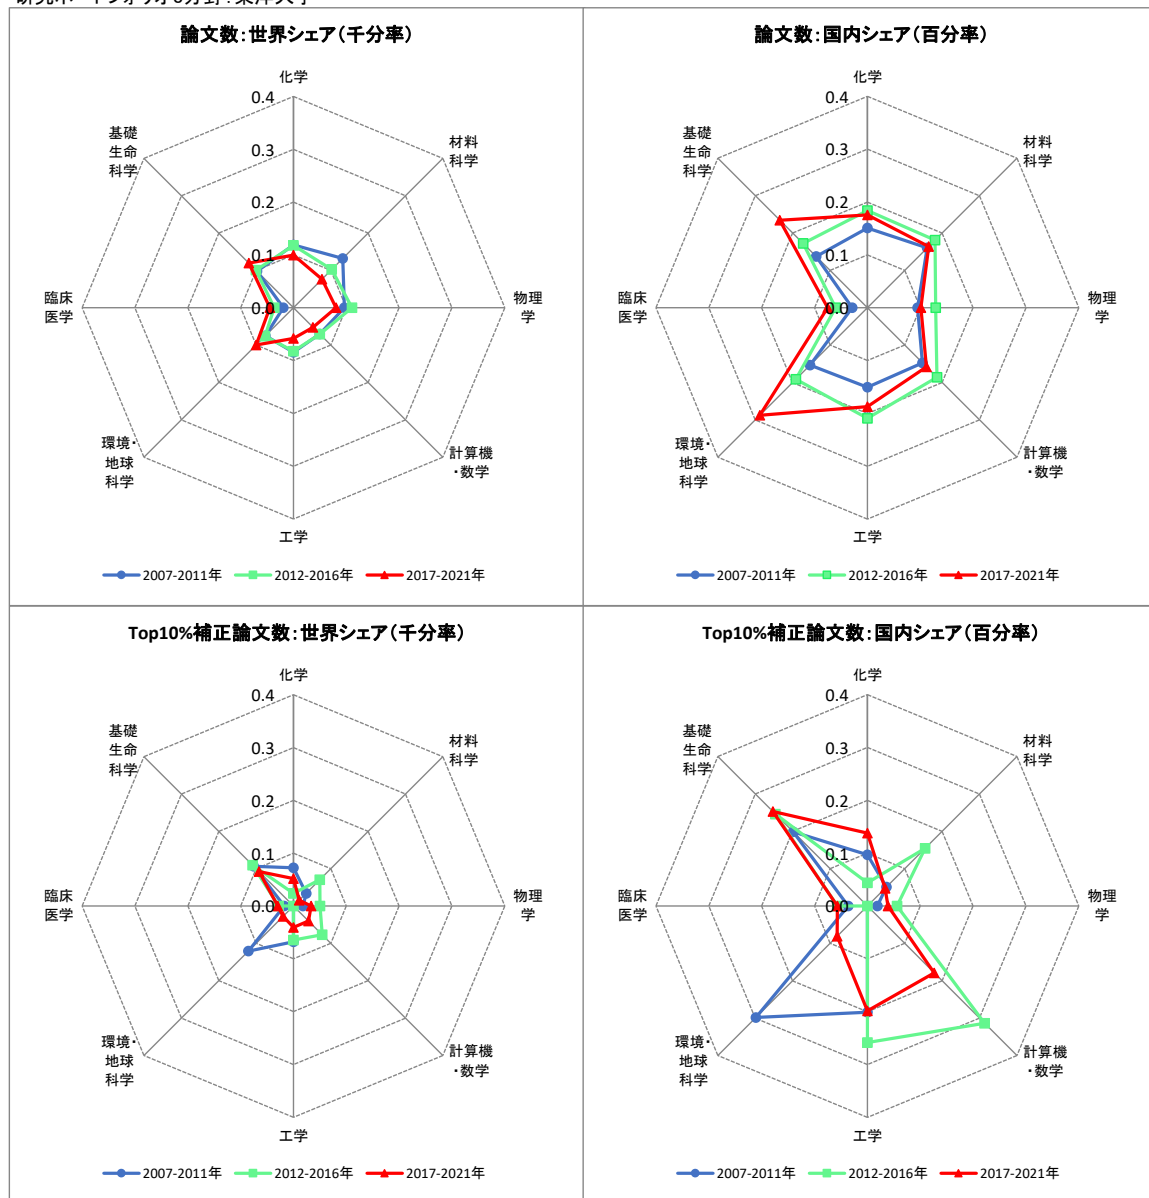 論文数：世界シェア（千分率）
化学
材料
科学
物理
学
計算機
・数学
工学
環境・
地球
科学
臨床
医学
基礎
生命
科学
0.4
0.3
0.2
0.1
0.0
2007-2011年 2012-2016年 2017-2021年
論文数：国内シェア（百分率）
化学
材料
科学
物理
学
計算機
・数学
工学
環境・
地球
科学
臨床
医学
基礎
生命
科学
0.4
0.3
0.2
0.1
0.0
2007-2011年 2012-2016年 2017-2021年
Top10%補正論文数：世界シェア（千分率）
化学
材料
科学
物理
学
計算機
・数学
工学
環境・
地球
科学
臨床
医学
基礎
生命
科学
0.4
0.3
0.2
0.1
0.0
2007-2011年 2012-2016年 2017-2021年
Top10%補正論文数：国内シェア（百分率）
化学
材料
科学
物理
学
計算機
・数学
工学
環境・
地球
科学
臨床
医学
基礎
生命
科学
0.4
0.3
0.2
0.1
0.0
2007-2011年 2012-2016年 2017-2021年